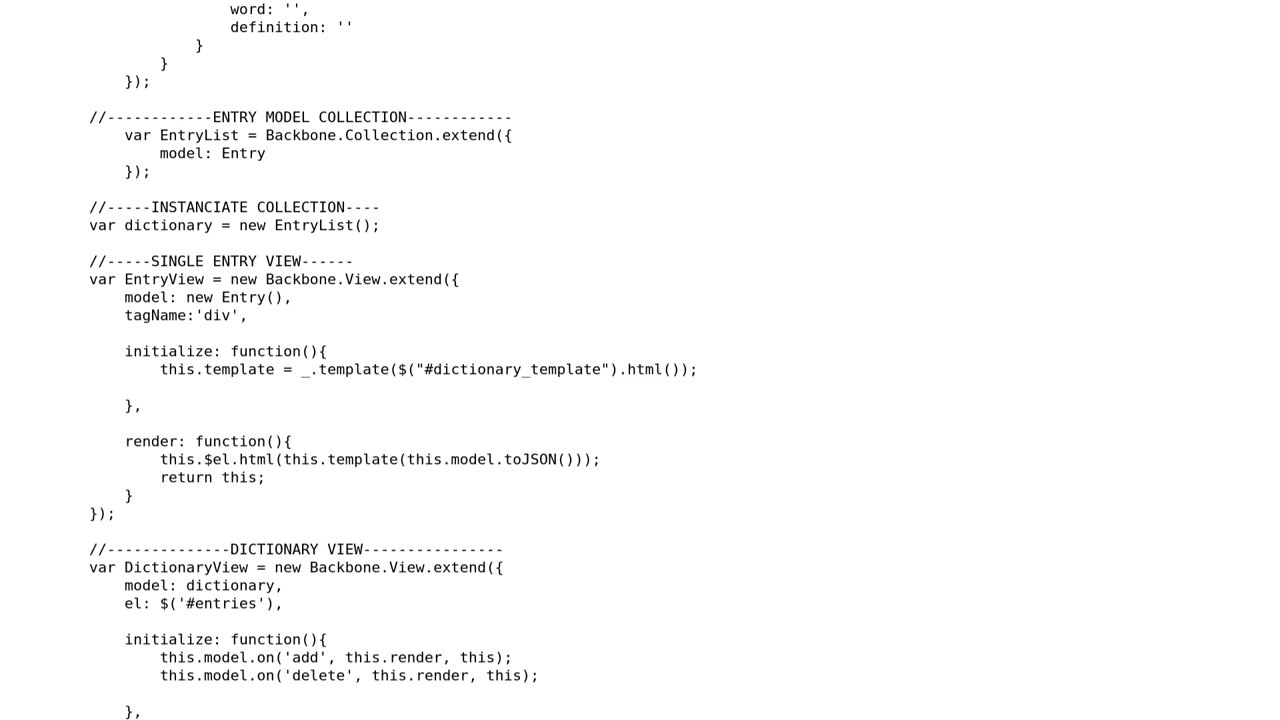 word: '',
definition: ''
}
}
});
//------------ENTRY MODEL COLLECTION------------
var EntryList = Backbone.Collection.extend({
model: Entry
});
//-----INSTANCIATE COLLECTION----
var dictionary = new EntryList();
//-----SINGLE ENTRY VIEW------
var EntryView = new Backbone.View.extend({
model: new Entry(),
tagName:'div',
initialize: function(){
this.template = _.template($("#dictionary_template").html());
},
render: function(){
this.$el.html(this.template(this.model.toJSON()));
return this;
}
});
//--------------DICTIONARY VIEW----------------
var DictionaryView = new Backbone.View.extend({
model: dictionary,
el: $('#entries'),
initialize: function(){
this.model.on('add', this.render, this);
this.model.on('delete', this.render, this);
},